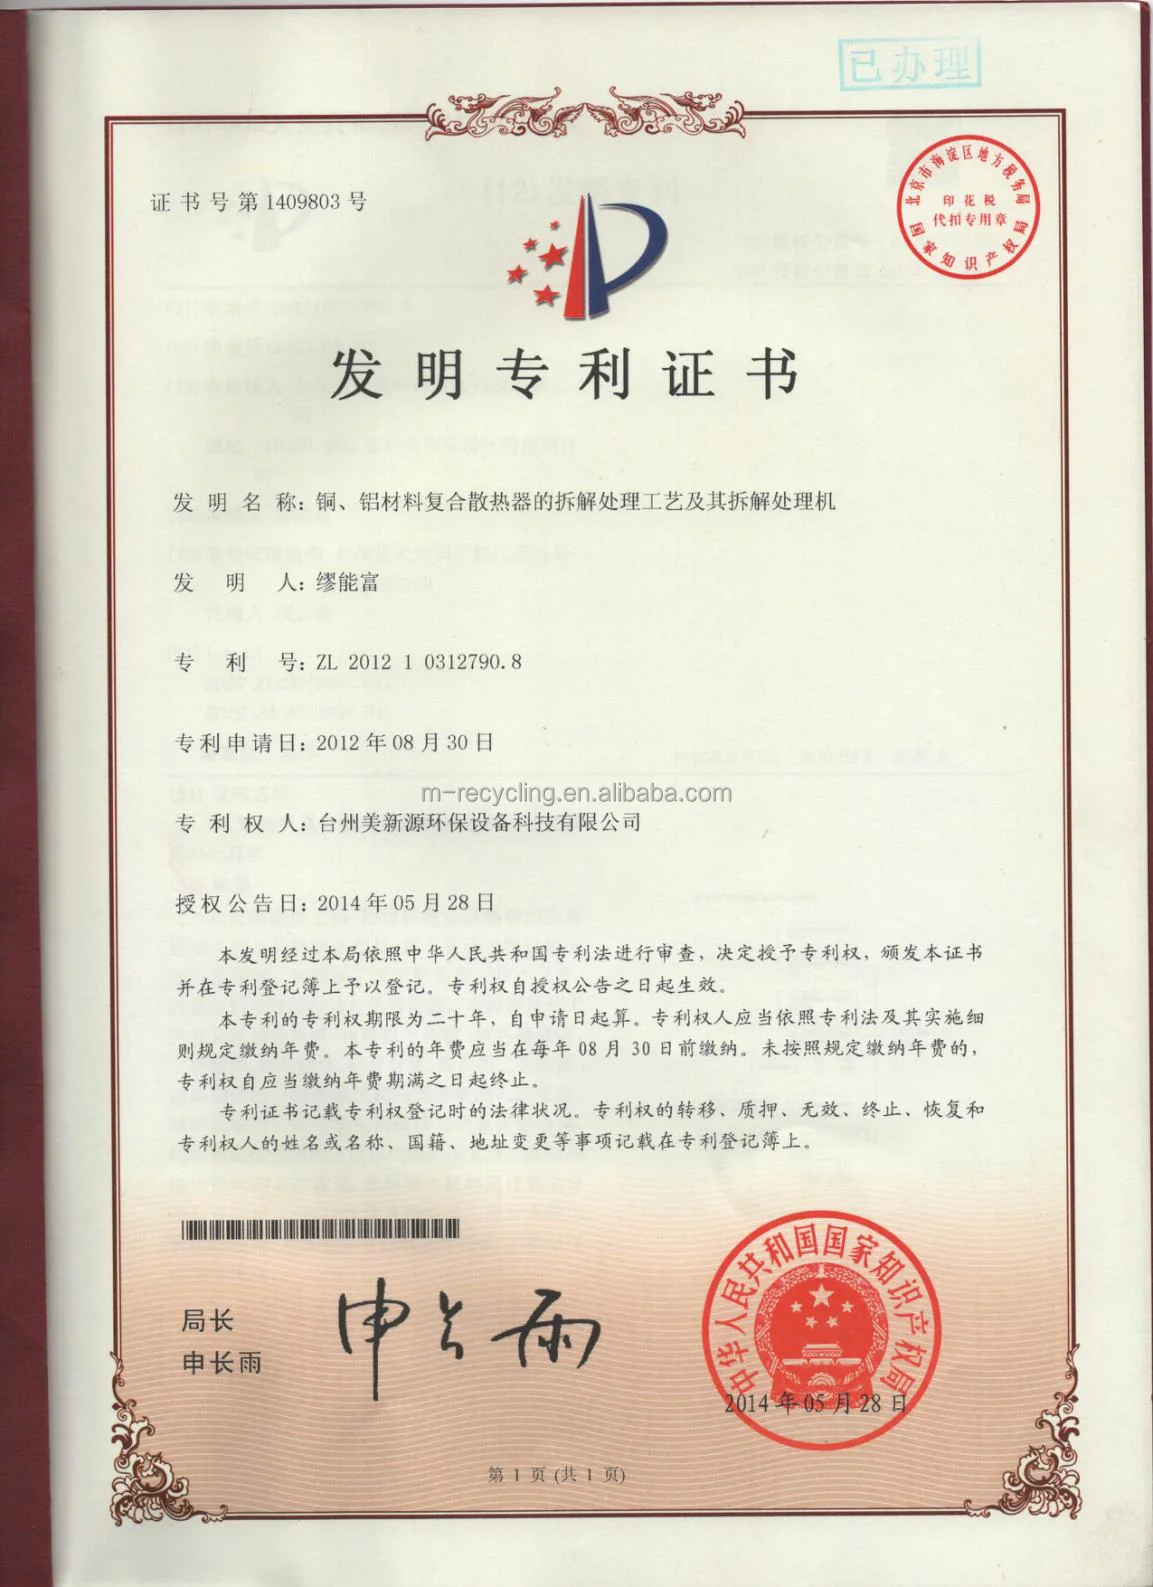 已办理
北京市海淀区地方税务局
印花税
代扣专用章
国家知识产权局
证书号第1409803号
发明专利证书
发明名称：铜、铝材料复合散热器的拆解处理工艺及其拆解处理机
发明人：缪能富
专利号：ZL 2012 1 0312790.8
专利申请日：2012年08月30日
m-recycling.en.alibaba.com
专利权人：台州美新源环保设备科技有限公司
授权公告日：2014年05月28日
本发明经过本局依照中华人民共和国专利法进行审查，决定授予专利权，颁发本证书
并在专利登记簿上予以登记。专利权自授权公告之日起生效。
本专利的专利权期限为二十年，自申请日起算。专利权人应当依照专利法及其实施细
则规定缴纳年费。本专利的年费应当在每年08月30日前缴纳。未按照规定缴纳年费的，
专利权自应当缴纳年费期满之日起终止。
专利证书记载专利权登记时的法律状况。专利权的转移、质押、无效、终止、恢复和
专利权人的姓名或名称、国籍、地址变更等事项记载在专利登记簿上。
局长
申长雨
申长雨
中华人民共和国国家知识产权局
2014年05月28日
第1页(共1页)